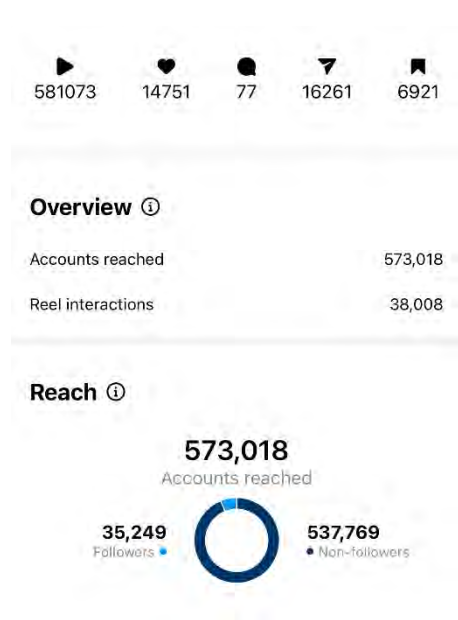 581073 14751 77 16261 6921
Overview
Accounts reached 573,018
Reel interactions 38,008
Reach
573,018
Accounts reached
35,249 537,769
Followers Non-followers